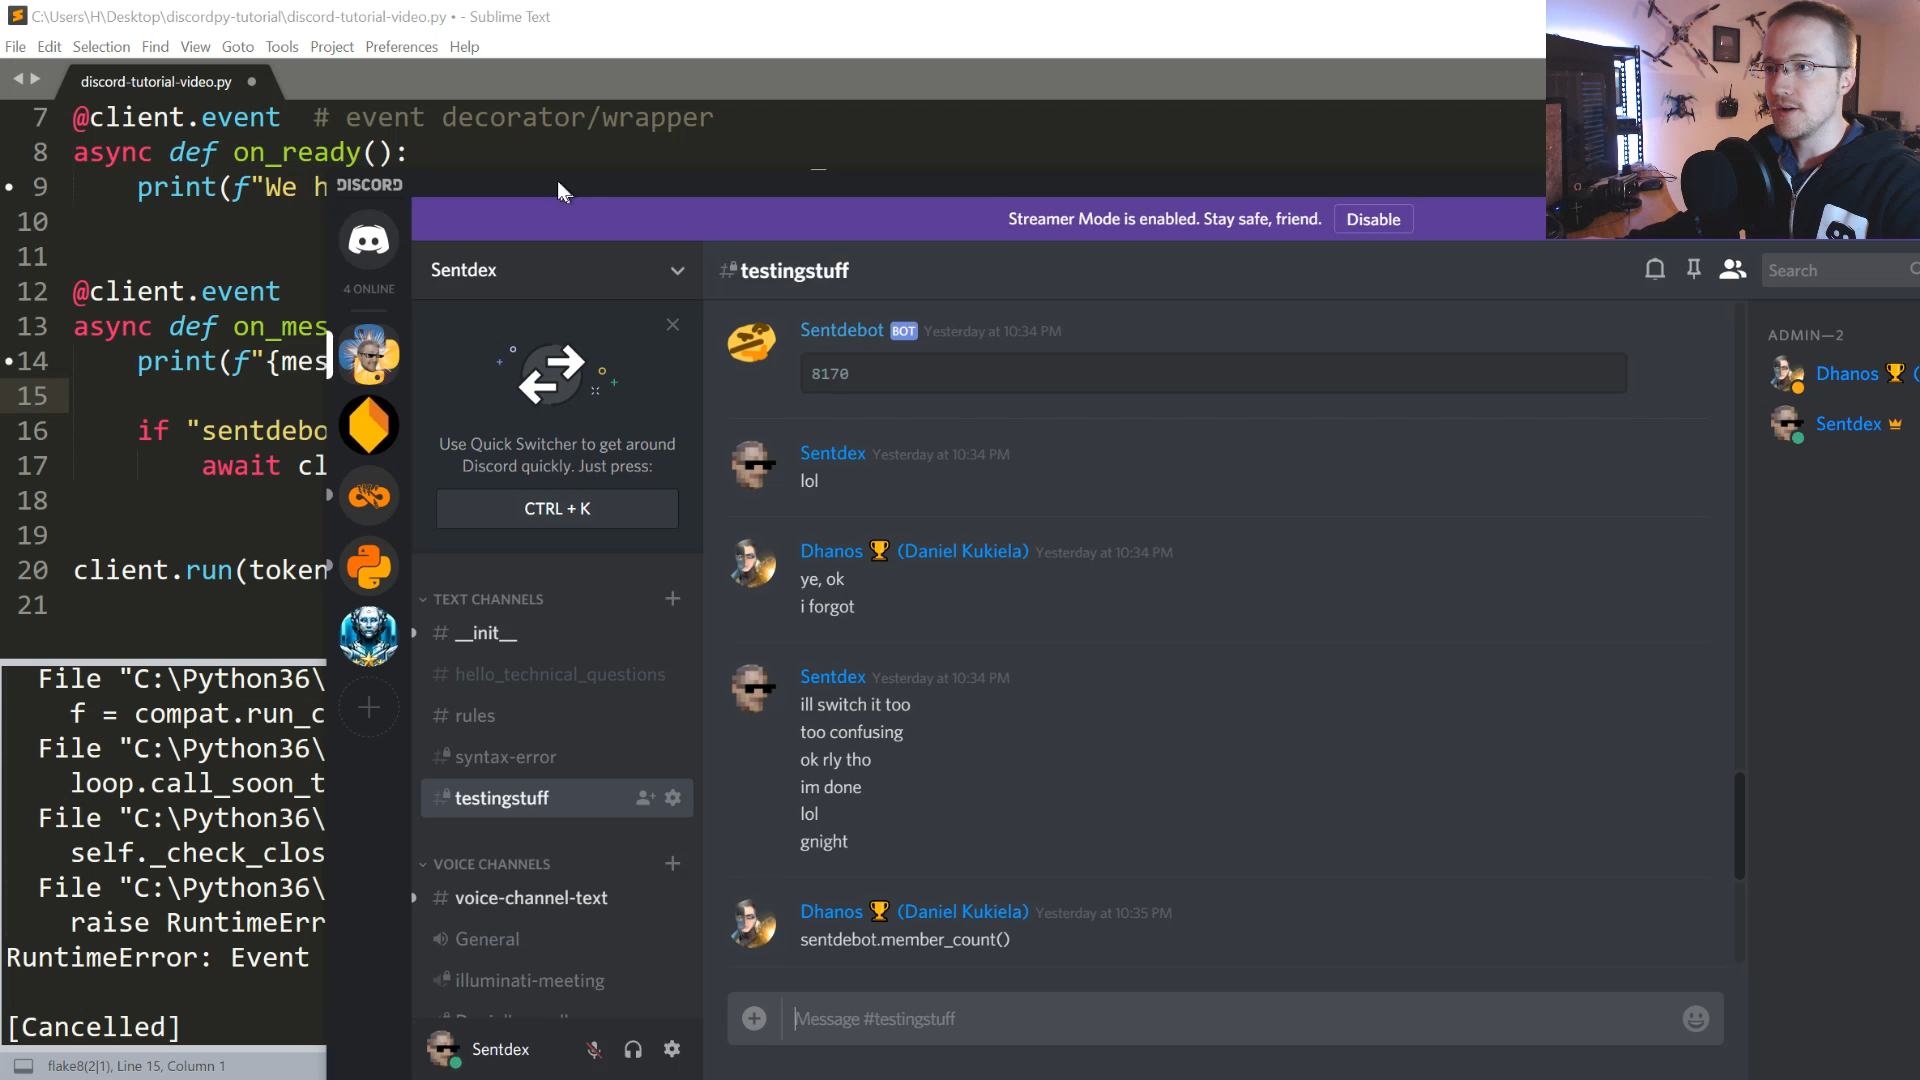 C:\Users\H\Desktop\discordpy-tutorial\discord-tutorial-video.py • - Sublime Text
File Edit Selection Find View Goto Tools Project Preferences Help
discord-tutorial-video.py
7 @client.event # event decorator/wrapper
8 async def on_ready():
9 print(f"We h
10
11
12 @client.event
13 async def on_mes
14 print(f"{mes
15
16 if "sentdebo
17 await cl
18
19
20 client.run(token
21
File "C:\Python36\
f = compat.run_c
File "C:\Python36\
loop.call_soon_t
File "C:\Python36\
self._check_clos
File "C:\Python36\
raise RuntimeErr
RuntimeError: Event
[Cancelled]
flake8(2|1), Line 15, Column 1
DISCORD
4 ONLINE
Streamer Mode is enabled. Stay safe, friend. Disable
Sentdex
Use Quick Switcher to get around
Discord quickly. Just press:
CTRL + K
TEXT CHANNELS
# __init__
# hello_technical_questions
# rules
# syntax-error
# testingstuff
VOICE CHANNELS
# voice-channel-text
General
illuminati-meeting
Sentdex
# testingstuff
Search
Sentdebot BOT Yesterday at 10:34 PM
8170
Sentdex Yesterday at 10:34 PM
lol
Dhanos 🏆 (Daniel Kukiela) Yesterday at 10:34 PM
ye, ok
i forgot
Sentdex Yesterday at 10:34 PM
ill switch it too
too confusing
ok rly tho
im done
lol
gnight
Dhanos 🏆 (Daniel Kukiela) Yesterday at 10:35 PM
sentdebot.member_count()
Message #testingstuff
ADMIN—2
Dhanos 🏆 (
Sentdex